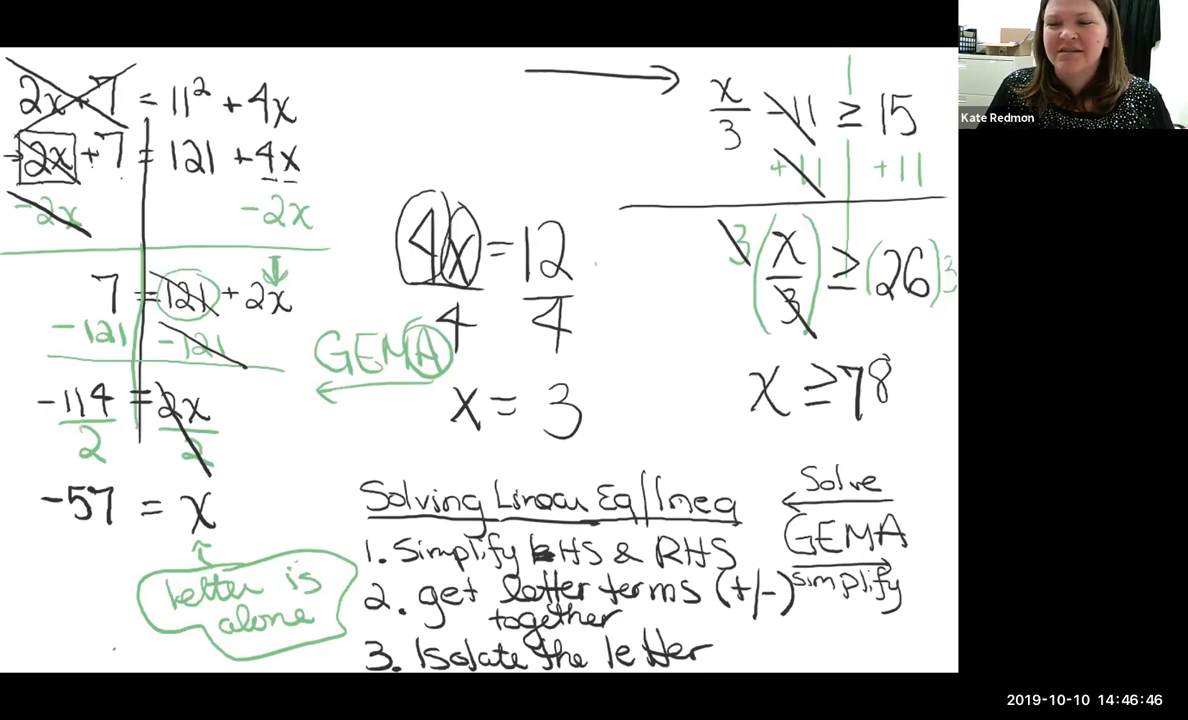 2x + 7 = 11² + 4x
2x + 7 = 121 + 4x
-2x -2x
7 = 121 + 2x
-121 -121
-114 = 2x
2 2
-57 = x
letter is
alone
4x = 12
4 4
x = 3
GEMA
x/3 - 11 ≥ 15
+11 +11
3(x/3) ≥ (26)3
x ≥ 78
Solving Linear Eq/Ineq
1. Simplify LHS & RHS
2. get letter terms (+/-)
together
3. Isolate the letter
Solve
GEMA
simplify
Kate Redmon
2019-10-10 14:46:46